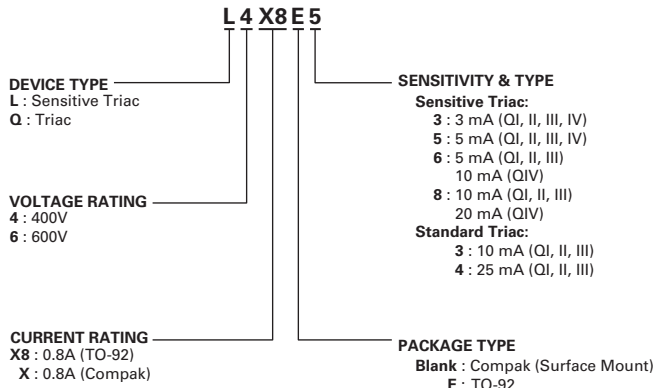 L 4 X8 E 5
DEVICE TYPE
L : Sensitive Triac
Q : Triac
VOLTAGE RATING
4 : 400V
6 : 600V
CURRENT RATING
X8 : 0.8A (TO-92)
X : 0.8A (Compak)
SENSITIVITY & TYPE
Sensitive Triac:
3 : 3 mA (QI, II, III, IV)
5 : 5 mA (QI, II, III, IV)
6 : 5 mA (QI, II, III)
10 mA (QIV)
8 : 10 mA (QI, II, III)
20 mA (QIV)
Standard Triac:
3 : 10 mA (QI, II, III)
4 : 25 mA (QI, II, III)
PACKAGE TYPE
Blank : Compak (Surface Mount)
E : TO-92